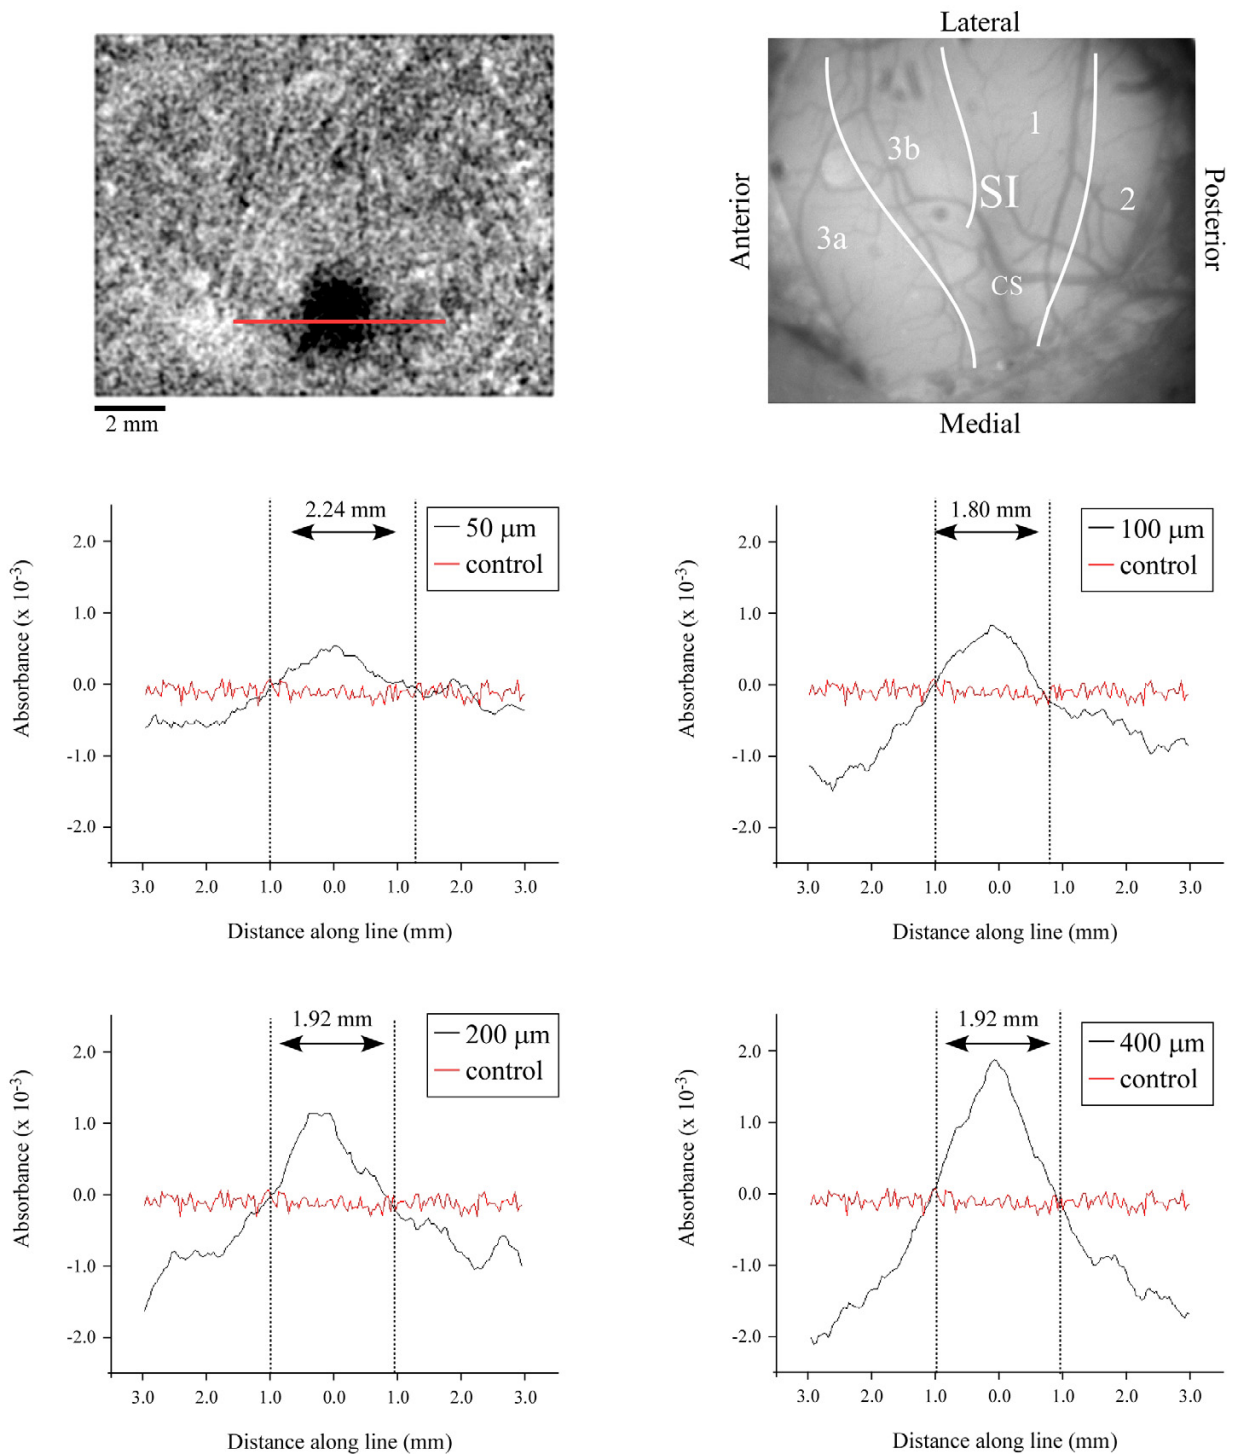 Lateral
Anterior
3b
1
SI
2
3a
CS
Posterior
Medial
2 mm
2.24 mm
50 μm
control
Absorbance (x 10-3)
2.0
1.0
0.0
-1.0
-2.0
3.0 2.0 1.0 0.0 1.0 2.0 3.0
Distance along line (mm)
1.80 mm
100 μm
control
Absorbance (x 10-3)
2.0
1.0
0.0
-1.0
-2.0
3.0 2.0 1.0 0.0 1.0 2.0 3.0
Distance along line (mm)
1.92 mm
200 μm
control
Absorbance (x 10-3)
2.0
1.0
0.0
-1.0
-2.0
3.0 2.0 1.0 0.0 1.0 2.0 3.0
Distance along line (mm)
1.92 mm
400 μm
control
Absorbance (x 10-3)
2.0
1.0
0.0
-1.0
-2.0
3.0 2.0 1.0 0.0 1.0 2.0 3.0
Distance along line (mm)